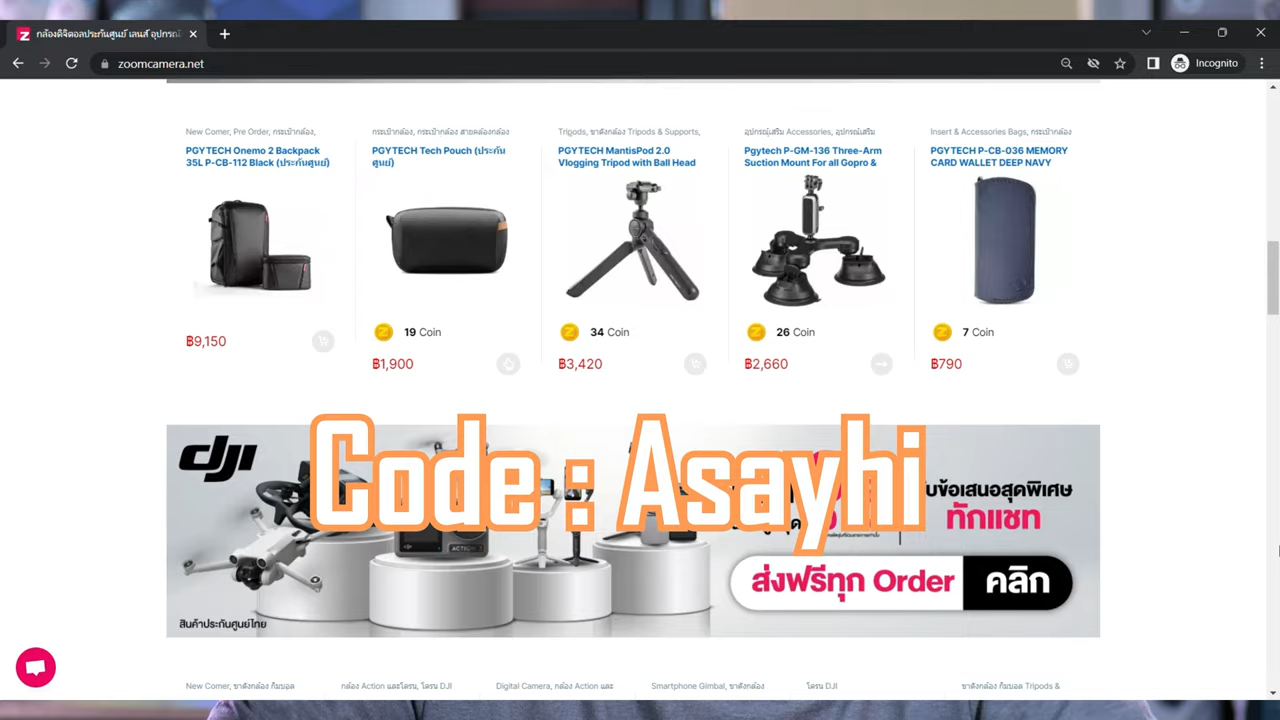 กล้องดิจิตอลประกันศูนย์ เลนส์ อุปกรณ์
zoomcamera.net
Incognito
New Comer, Pre Order, กระเป๋ากล้อง,
PGYTECH Onemo 2 Backpack
35L P-CB-112 Black (ประกันศูนย์)
฿9,150
กระเป๋ากล้อง, กระเป๋ากล้อง สายคล้องกล้อง
PGYTECH Tech Pouch (ประกัน
ศูนย์)
19 Coin
฿1,900
Tripods, ขาตั้งกล้อง Tripods & Supports,
PGYTECH MantisPod 2.0
Vlogging Tripod with Ball Head
34 Coin
฿3,420
อุปกรณ์เสริม Accessories, อุปกรณ์เสริม
Pgytech P-GM-136 Three-Arm
Suction Mount For all Gopro &
26 Coin
฿2,660
Insert & Accessories Bags, กระเป๋ากล้อง
PGYTECH P-CB-036 MEMORY
CARD WALLET DEEP NAVY
7 Coin
฿790
Code : Asayhi
dji
ACTION
รับข้อเสนอสุดพิเศษ
ทักแชท
ส่งฟรีทุก Order
คลิก
สินค้าประกันศูนย์ไทย
New Comer, ขาตั้งกล้อง กิมบอล
กล้อง Action และโดรน, โดรน DJI
Digital Camera, กล้อง Action และ
Smartphone Gimbal, ขาตั้งกล้อง
โดรน DJI
ขาตั้งกล้อง กิมบอล Tripods &